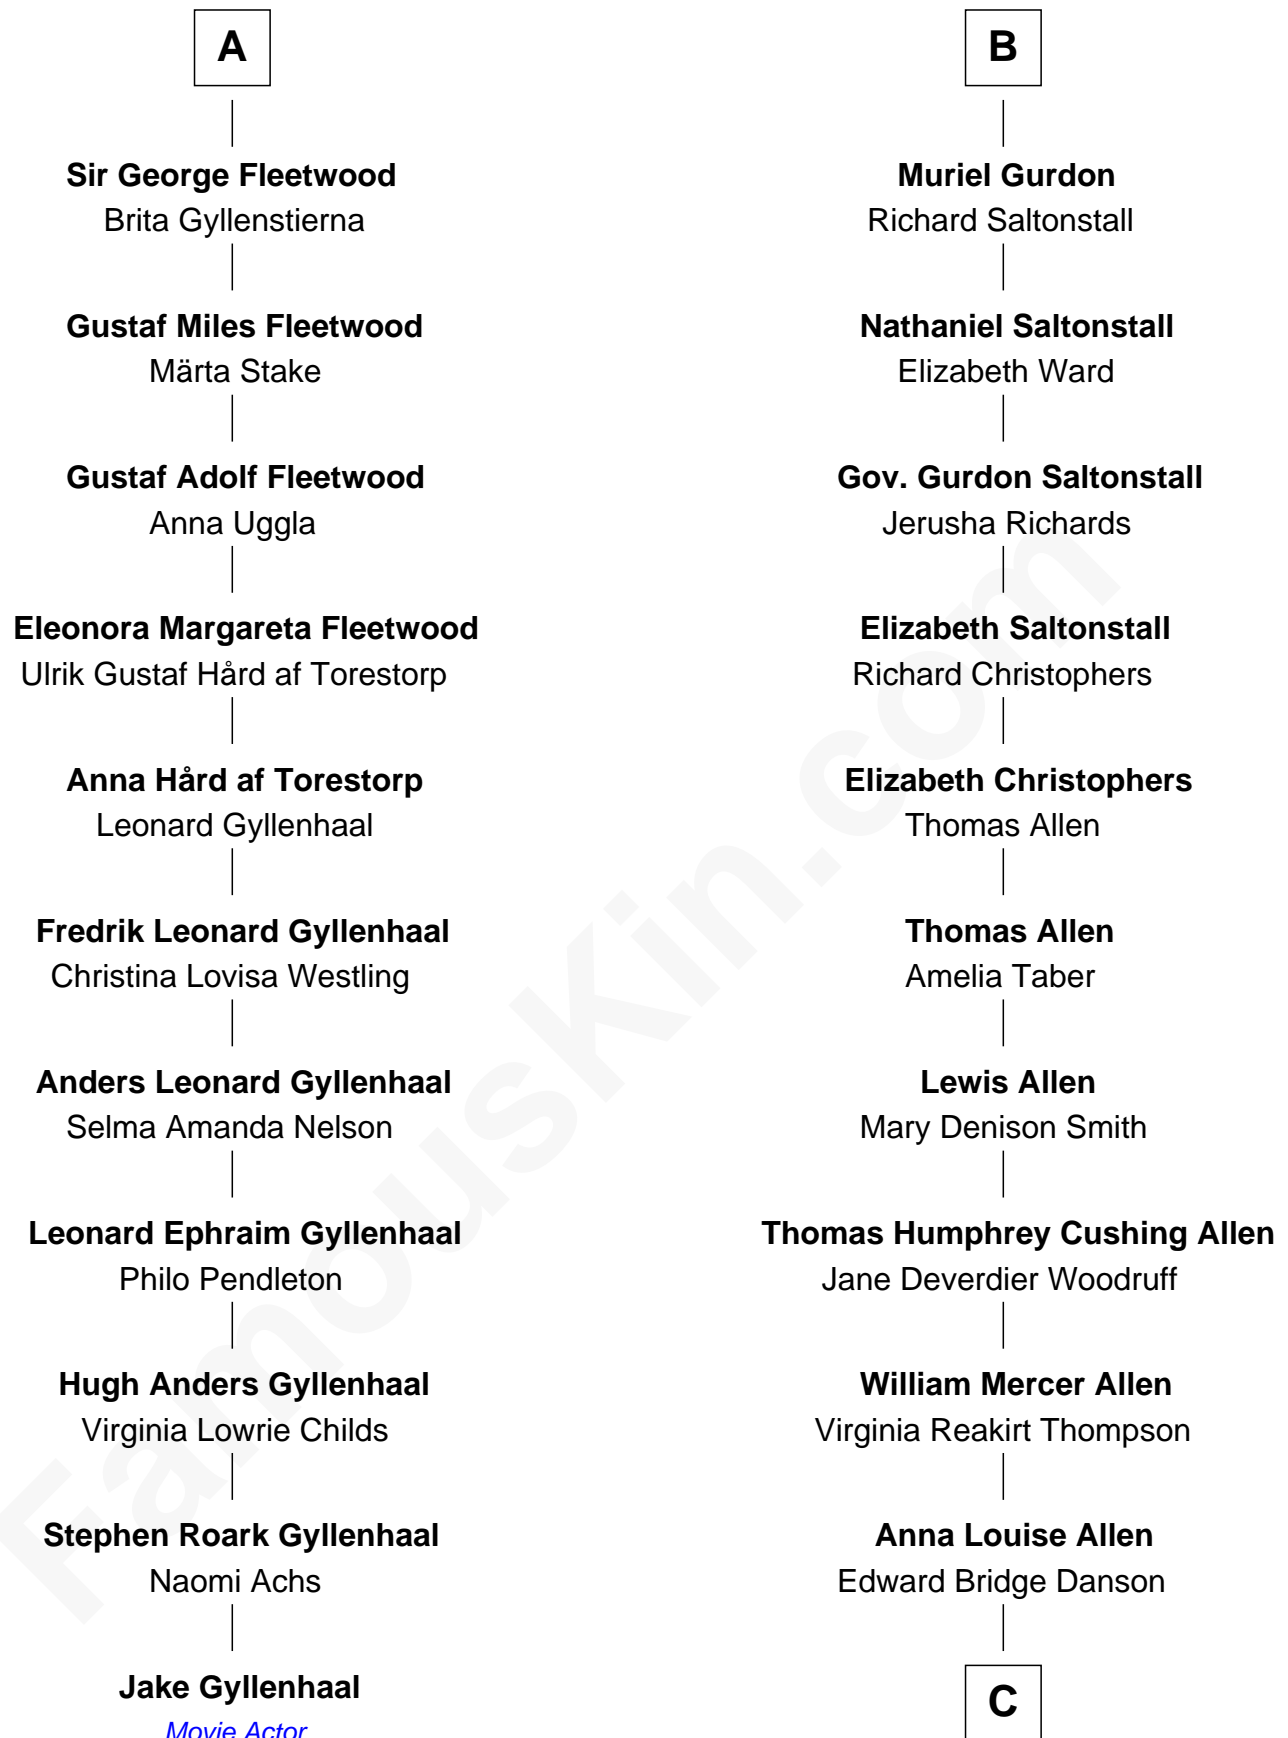 A
Sir George Fleetwood
Brita Gyllenstierna
Gustaf Miles Fleetwood
Märta Stake
Gustaf Adolf Fleetwood
Anna Uggla
Eleonora Margareta Fleetwood
Ulrik Gustaf Hård af Torestorp
Anna Hård af Torestorp
Leonard Gyllenhaal
Fredrik Leonard Gyllenhaal
Christina Lovisa Westling
Anders Leonard Gyllenhaal
Selma Amanda Nelson
Leonard Ephraim Gyllenhaal
Philo Pendleton
Hugh Anders Gyllenhaal
Virginia Lowrie Childs
Stephen Roark Gyllenhaal
Naomi Achs
Jake Gyllenhaal
Movie Actor
B
Muriel Gurdon
Richard Saltonstall
Nathaniel Saltonstall
Elizabeth Ward
Gov. Gurdon Saltonstall
Jerusha Richards
Elizabeth Saltonstall
Richard Christophers
Elizabeth Christophers
Thomas Allen
Thomas Allen
Amelia Taber
Lewis Allen
Mary Denison Smith
Thomas Humphrey Cushing Allen
Jane Deverdier Woodruff
William Mercer Allen
Virginia Reakirt Thompson
Anna Louise Allen
Edward Bridge Danson
C
FamousKin.com